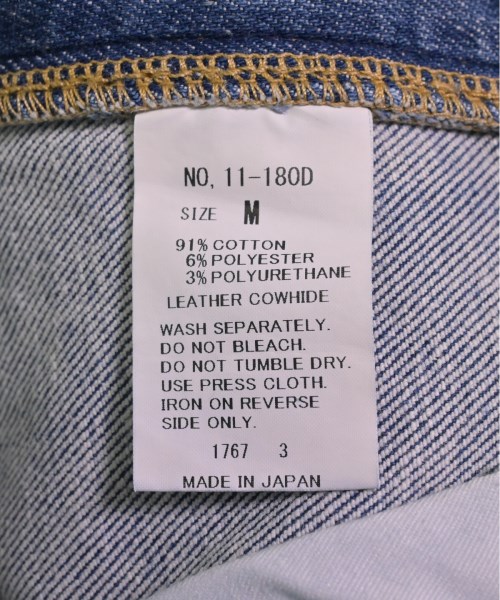 NO, 11-180D
SIZE M
91% COTTON
6% POLYESTER
3% POLYURETHANE
LEATHER COWHIDE
WASH SEPARATELY.
DO NOT BLEACH.
DO NOT TUMBLE DRY.
USE PRESS CLOTH.
IRON ON REVERSE
SIDE ONLY.
1767 3
MADE IN JAPAN